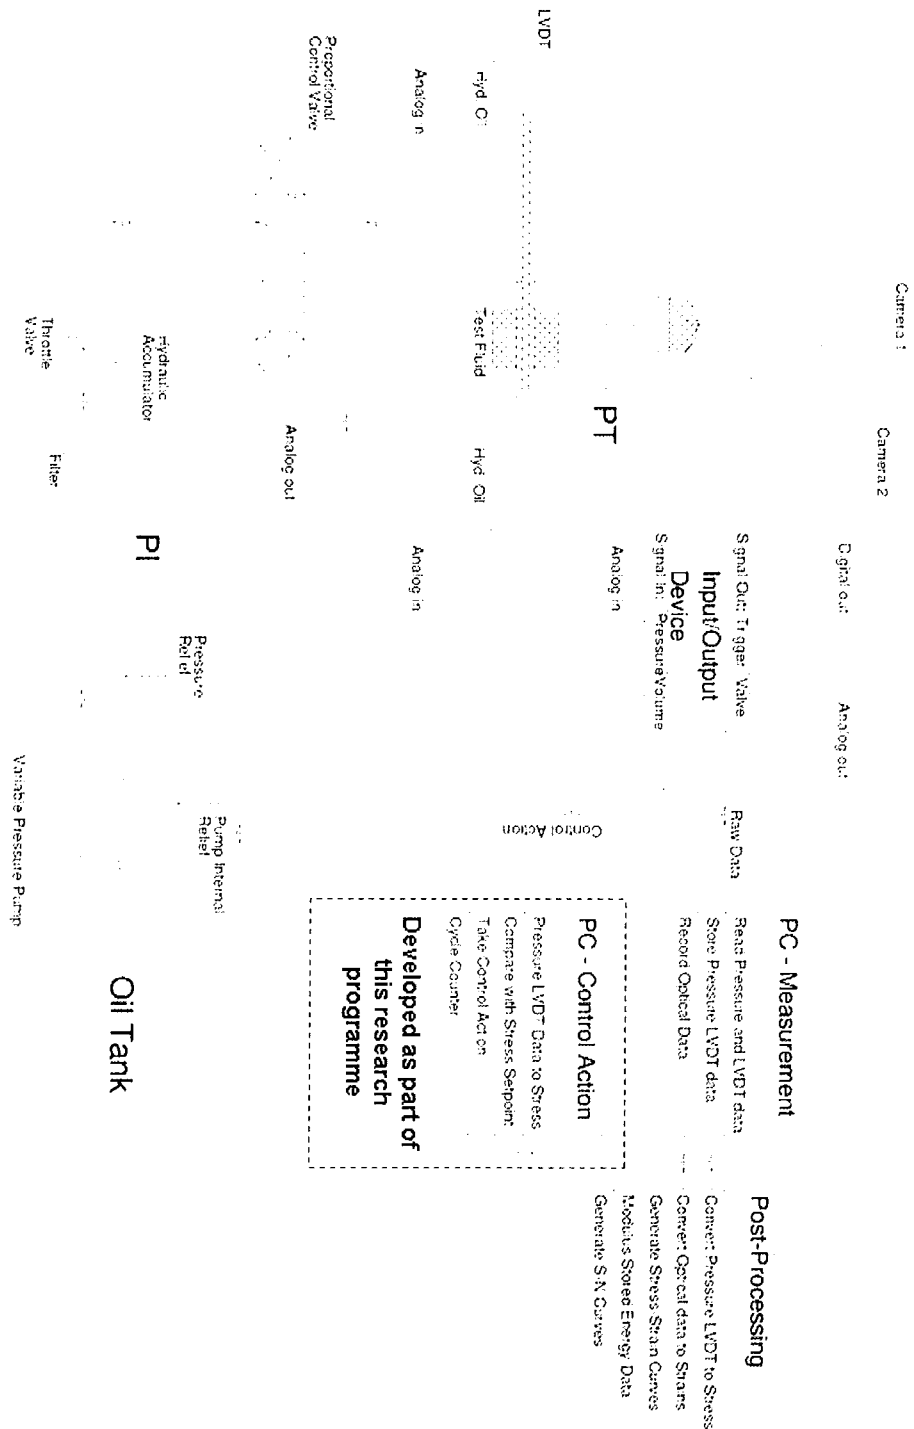 Camera 1
Camera 2
Digital out
Analog out
LVDT
Hyd. Oil
Test Fluid
Hyd. Oil
PT
Analog in
Analog in
Analog in
Signal Out: Trigger Valve
Input/Output
Device
Signal In: Pressure Volume
Raw Data
Control Action
PC - Measurement
Read Pressure and LVDT data
Store Pressure LVDT data
Record Optical Data
Post-Processing
Convert Pressure LVDT to Stress
Convert Optical data to Strains
Generate Stress Strain Curves
Modulus Stored Energy Data
Generate S-N Curves
PC - Control Action
Pressure LVDT Data to Stress
Compare with Stress Setpoint
Take Control Action
Cycle Counter
Developed as part of
this research
programme
Proportional
Control Valve
Analog out
Hydraulic
Accumulator
Throttle
Valve
Filter
PI
Pressure
Relief
Pump Internal
Relief
Variable Pressure Pump
Oil Tank